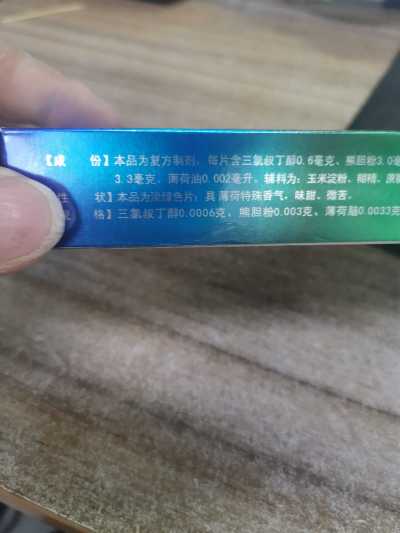 【成 份】本品为复方制剂，每片含三氯叔丁醇0.6毫克、熊胆粉3.0毫
3.3毫克，薄荷油0.002毫升。辅料为：玉米淀粉、糊精、蔗糖
性 状】本品为淡绿色片；具薄荷特殊香气，味甜、微苦。
格】三氯叔丁醇0.0006克，熊胆粉0.003克、薄荷脑0.0033克